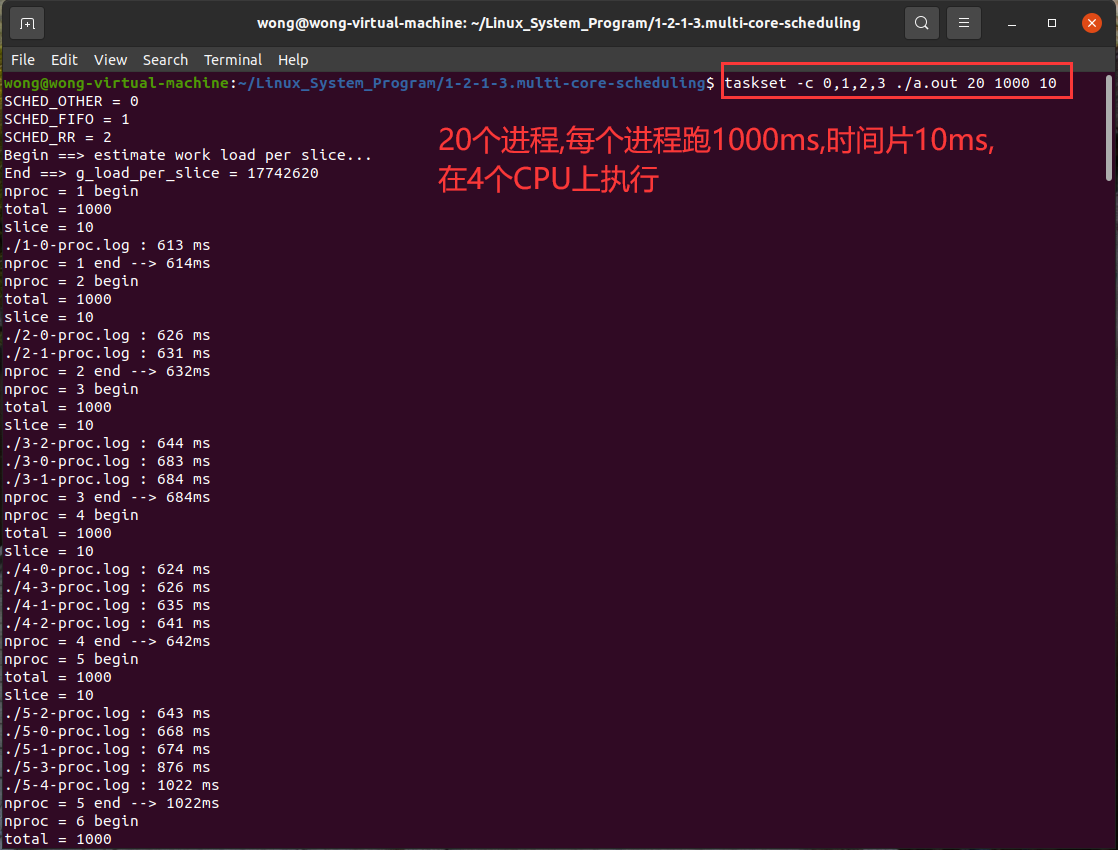 wong@wong-virtual-machine: ~/Linux_System_Program/1-2-1-3.multi-core-scheduling
File Edit View Search Terminal Help
wong@wong-virtual-machine:~/Linux_System_Program/1-2-1-3.multi-core-scheduling$ taskset -c 0,1,2,3 ./a.out 20 1000 10
SCHED_OTHER = 0
SCHED_FIFO = 1
SCHED_RR = 2
Begin ==> estimate work load per slice...
End ==> g_load_per_slice = 17742620
20个进程,每个进程跑1000ms,时间片10ms,
在4个CPU上执行
nproc = 1 begin
total = 1000
slice = 10
./1-0-proc.log : 613 ms
nproc = 1 end --> 614ms
nproc = 2 begin
total = 1000
slice = 10
./2-0-proc.log : 626 ms
./2-1-proc.log : 631 ms
nproc = 2 end --> 632ms
nproc = 3 begin
total = 1000
slice = 10
./3-2-proc.log : 644 ms
./3-0-proc.log : 683 ms
./3-1-proc.log : 684 ms
nproc = 3 end --> 684ms
nproc = 4 begin
total = 1000
slice = 10
./4-0-proc.log : 624 ms
./4-3-proc.log : 626 ms
./4-1-proc.log : 635 ms
./4-2-proc.log : 641 ms
nproc = 4 end --> 642ms
nproc = 5 begin
total = 1000
slice = 10
./5-2-proc.log : 643 ms
./5-0-proc.log : 668 ms
./5-1-proc.log : 674 ms
./5-3-proc.log : 876 ms
./5-4-proc.log : 1022 ms
nproc = 5 end --> 1022ms
nproc = 6 begin
total = 1000